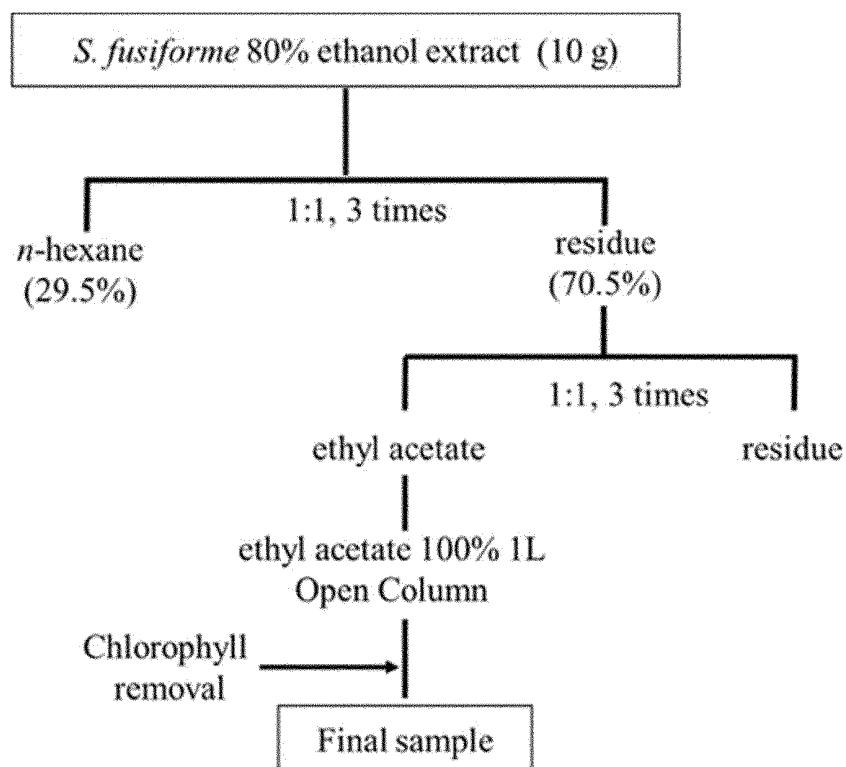 S. fusiforme 80% ethanol extract (10 g)
1:1, 3 times
n-hexane
(29.5%)
residue
(70.5%)
1:1, 3 times
ethyl acetate
residue
ethyl acetate 100% 1L
Open Column
Chlorophyll
removal
Final sample